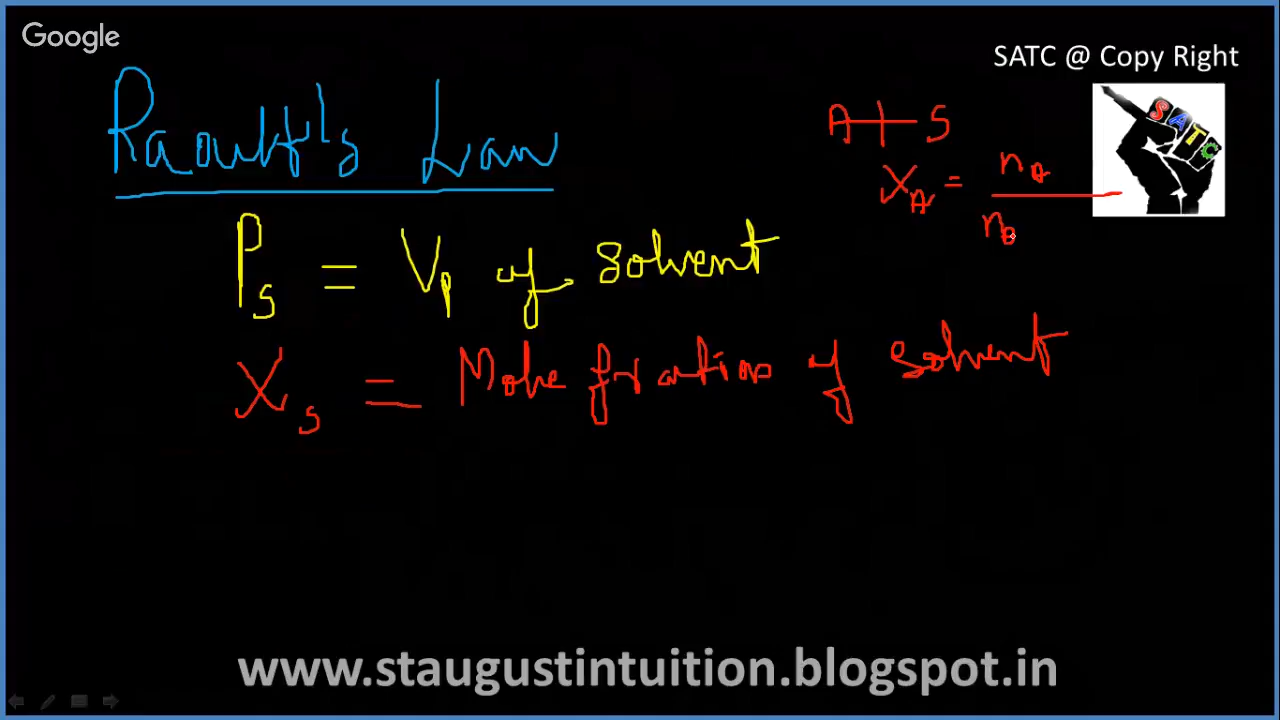 Google
SATC @ Copy Right
Raoult's Law
A + S
X_A = n_A
n_B
SATC
P_s = V_p of solvent
X_s = Mole fraction of solvent
www.staugustintuition.blogspot.in